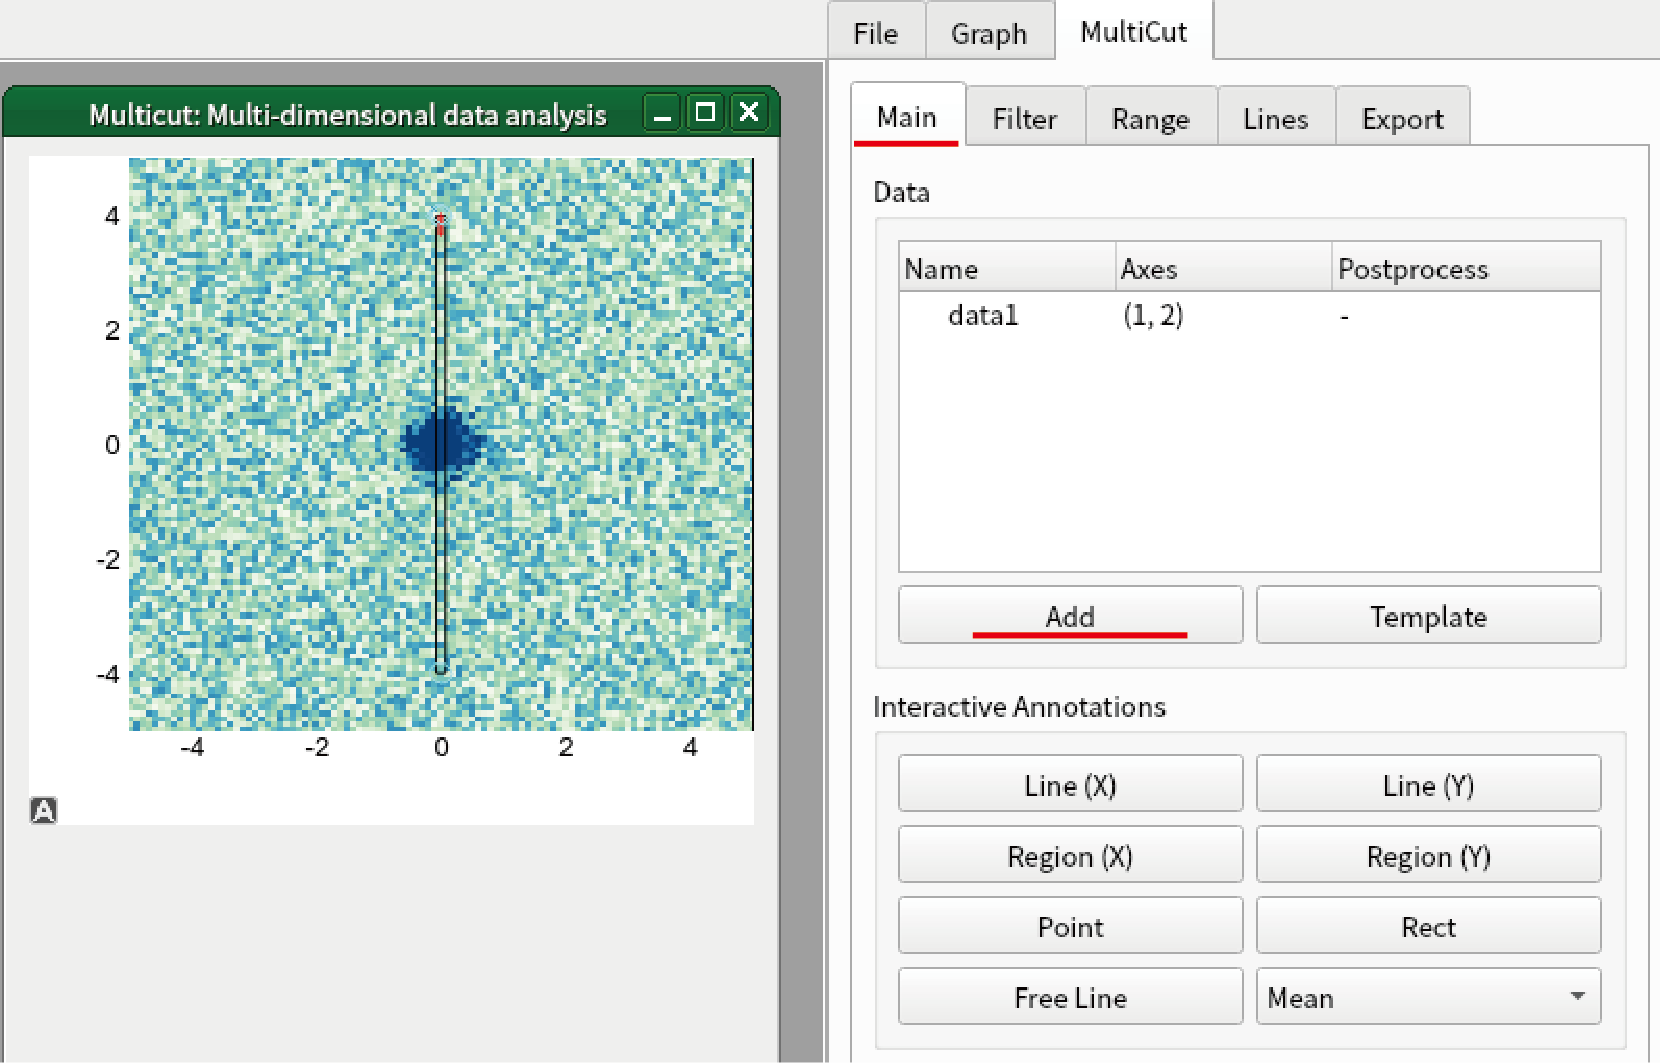 File Graph MultiCut
Multicut: Multi-dimensional data analysis
4
2
0
-2
-4
-4 -2 0 2 4
A
Main Filter Range Lines Export
Data
Name Axes Postprocess
data1 (1, 2) -
Add Template
Interactive Annotations
Line (X) Line (Y)
Region (X) Region (Y)
Point Rect
Free Line Mean